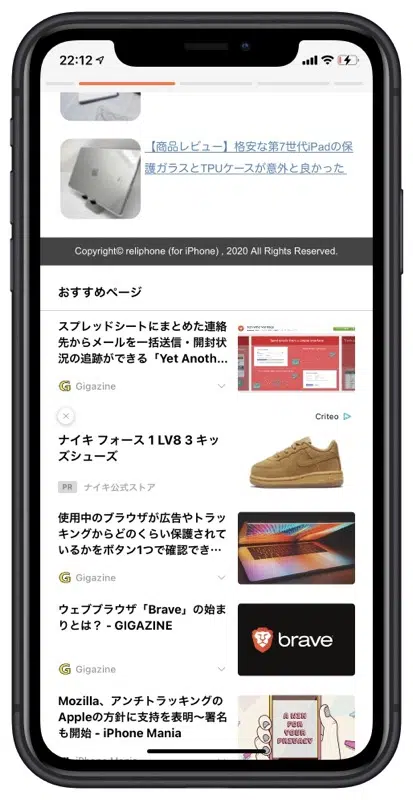 22:12
【商品レビュー】格安な第7世代iPadの保
護ガラスとTPUケースが意外と良かった
Copyright© reliphone (for iPhone) , 2020 All Rights Reserved.
おすすめページ
スプレッドシートにまとめた連絡
先からメールを一括送信・開封状
況の追跡ができる「Yet Anoth...
Gigazine
Criteo
ナイキ フォース 1 LV8 3 キッ
ズシューズ
PR ナイキ公式ストア
使用中のブラウザが広告やトラッ
キングからどのくらい保護されて
いるかをボタン1つで確認でき…
Gigazine
ウェブブラウザ「Brave」の始ま
りとは？ - GIGAZINE
brave
Gigazine
Mozilla、アンチトラッキングの
Appleの方針に支持を表明〜署名
も開始 - iPhone Mania
A WIN
FOR
YOUR
PRIVACY